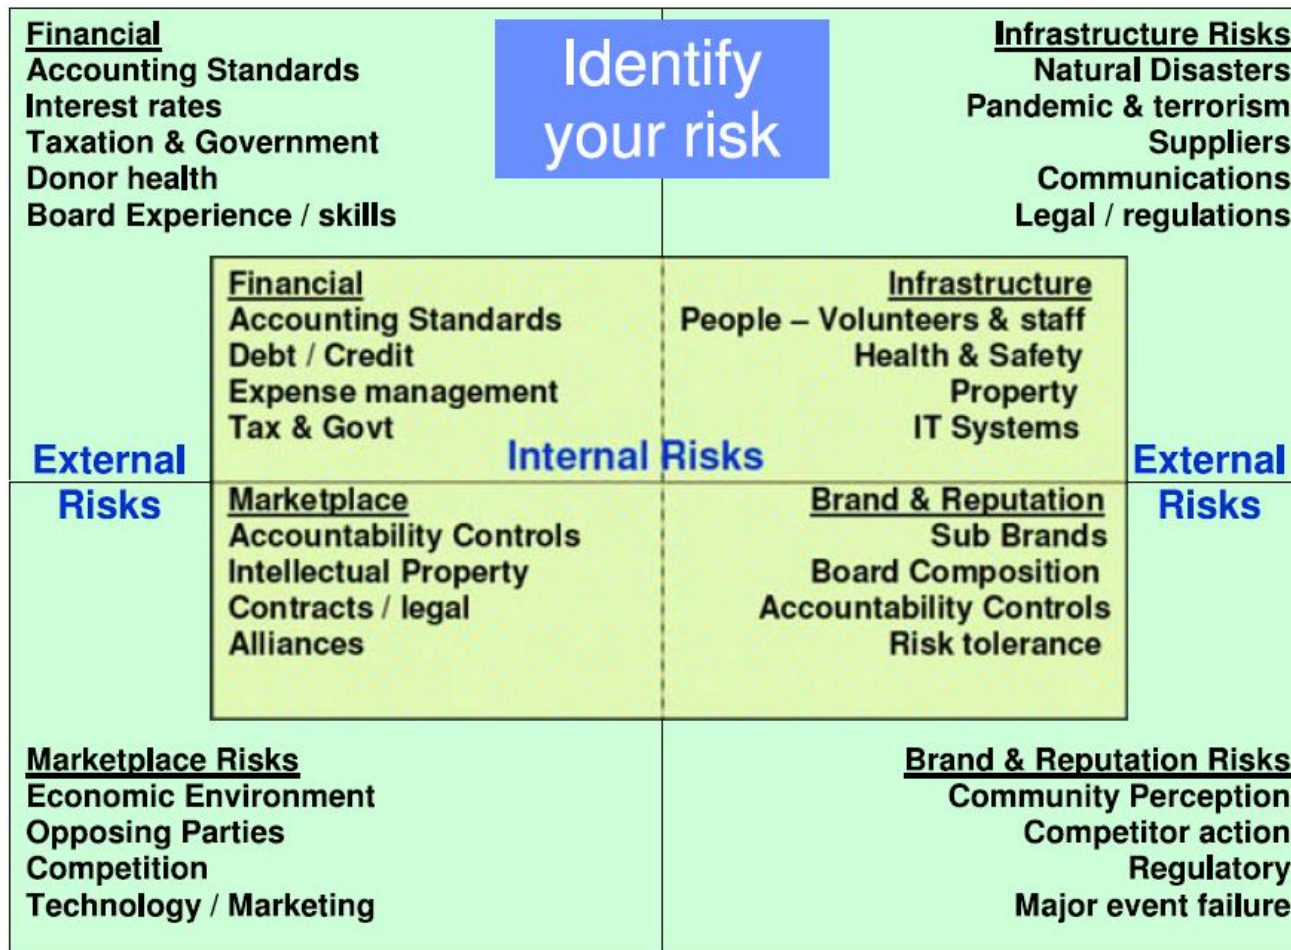 Identify
your risk
Financial
Accounting Standards
Interest rates
Taxation & Government
Donor health
Board Experience / skills
Infrastructure Risks
Natural Disasters
Pandemic & terrorism
Suppliers
Communications
Legal / regulations
External
Risks
Internal Risks
External
Risks
Financial
Accounting Standards
Debt / Credit
Expense management
Tax & Govt
Infrastructure
People – Volunteers & staff
Health & Safety
Property
IT Systems
Marketplace
Accountability Controls
Intellectual Property
Contracts / legal
Alliances
Brand & Reputation
Sub Brands
Board Composition
Accountability Controls
Risk tolerance
Marketplace Risks
Economic Environment
Opposing Parties
Competition
Technology / Marketing
Brand & Reputation Risks
Community Perception
Competitor action
Regulatory
Major event failure